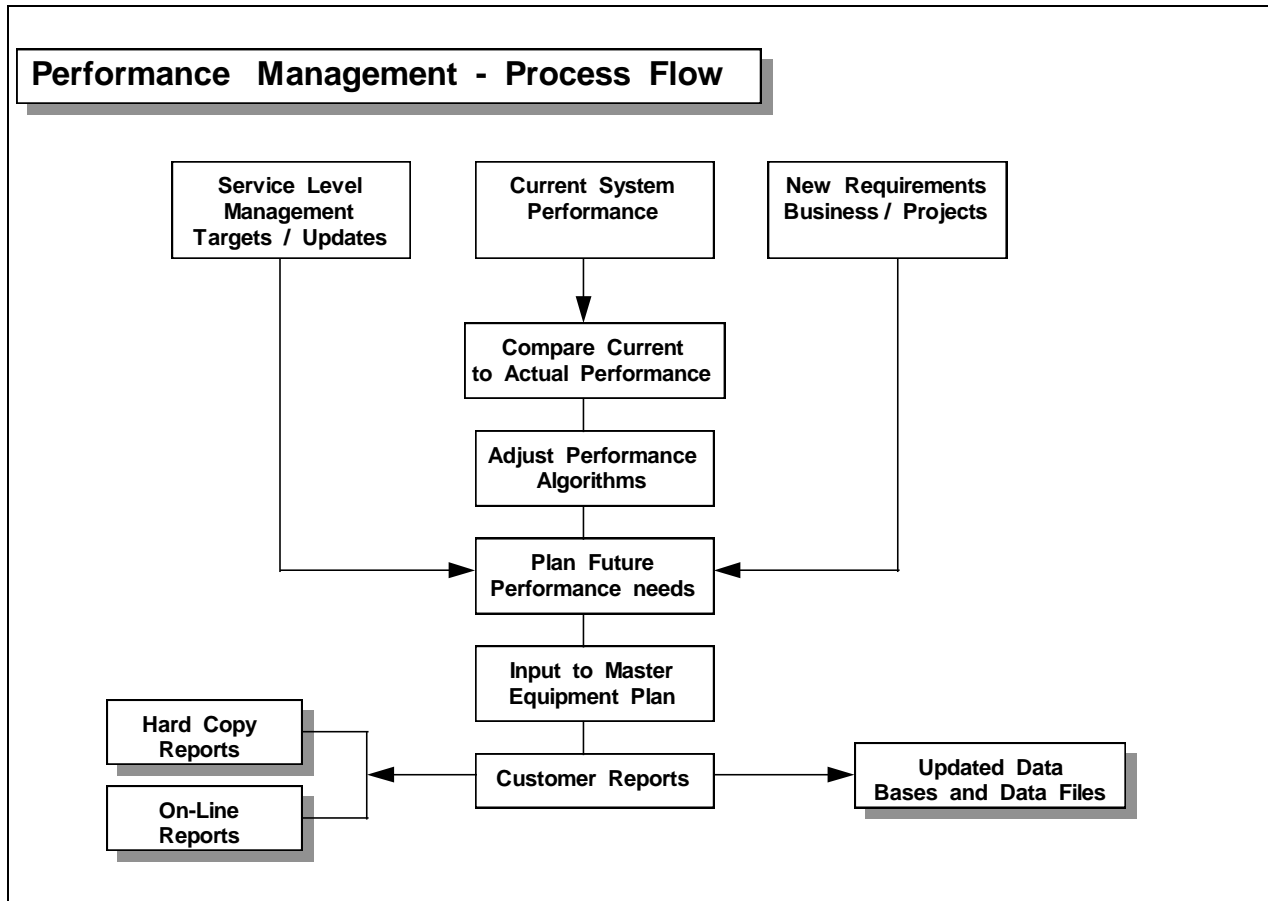 Performance Management - Process Flow
Service Level
Management
Targets / Updates
Current System
Performance
New Requirements
Business / Projects
Compare Current
to Actual Performance
Adjust Performance
Algorithms
Plan Future
Performance needs
Input to Master
Equipment Plan
Hard Copy
Reports
Customer Reports
Updated Data
Bases and Data Files
On-Line
Reports